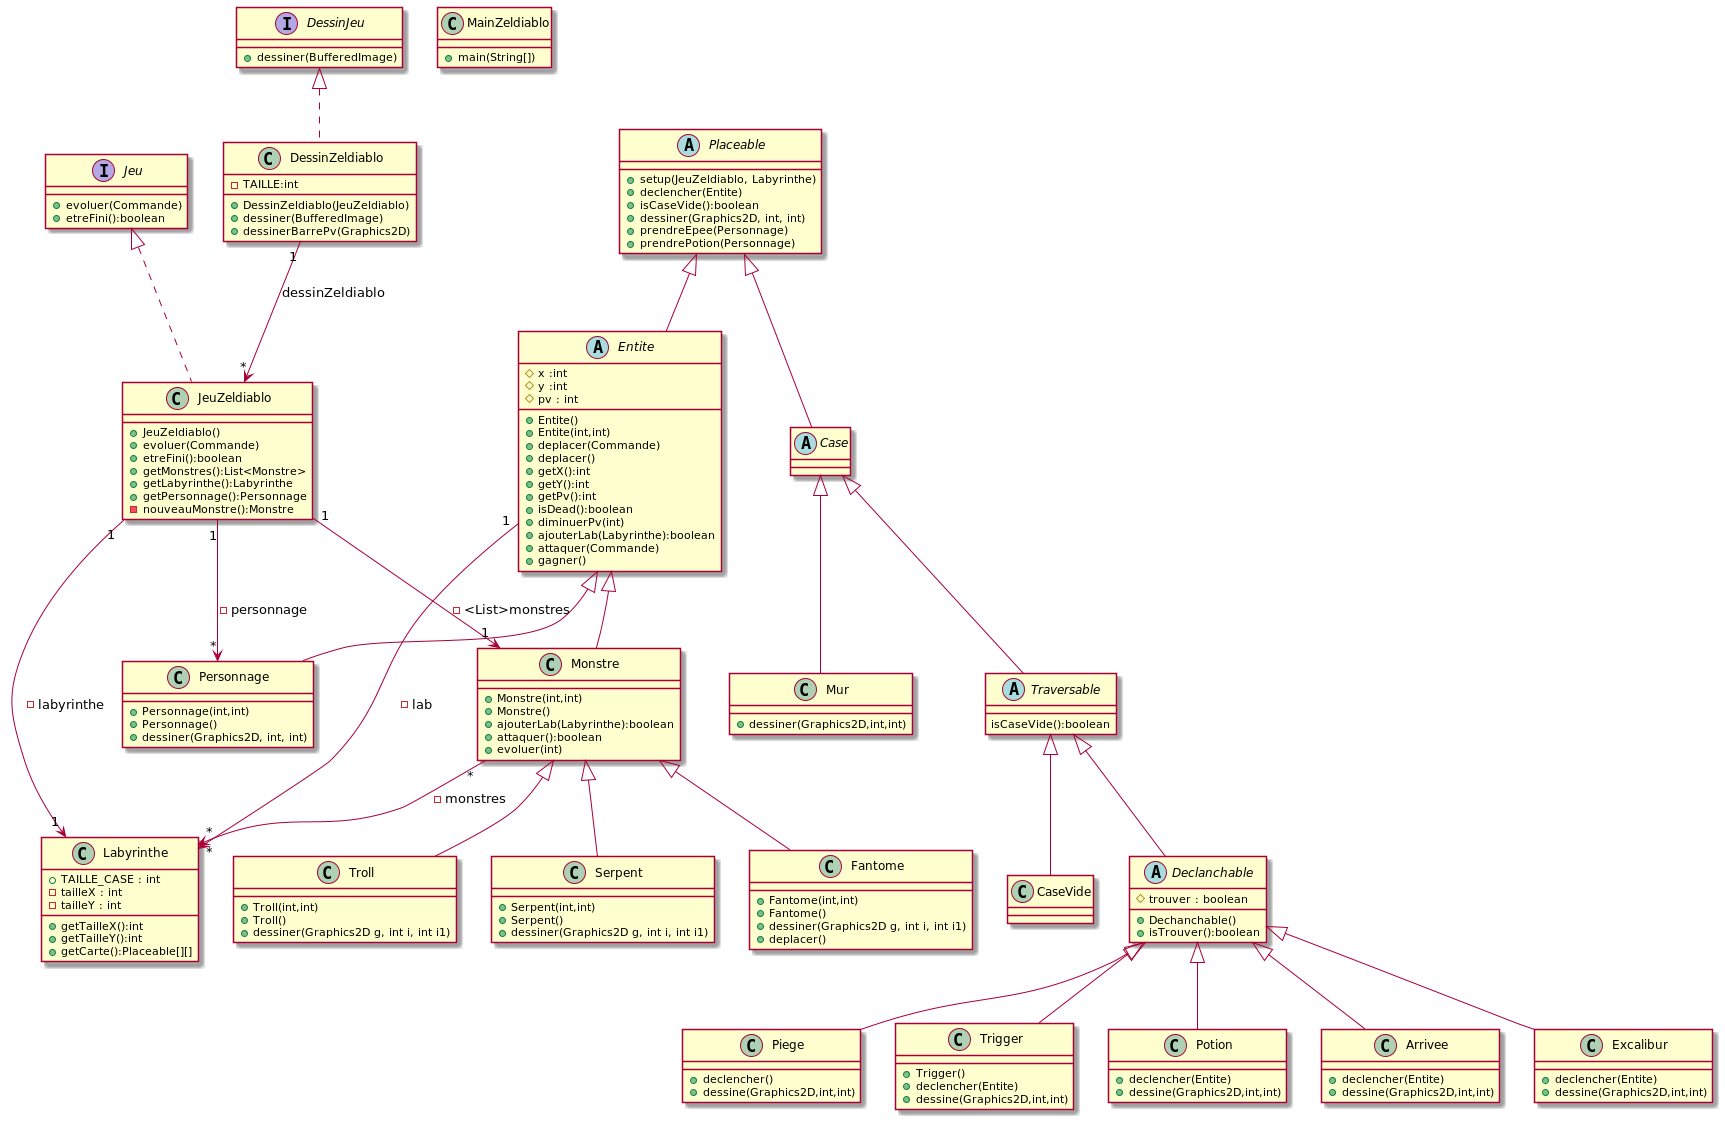 I DessinJeu
dessiner(BufferedImage)
C MainZeldiablo
main(String[])
I Jeu
evoluer(Commande)
etreFini():boolean
C DessinZeldiablo
TAILLE:int
DessinZeldiablo(JeuZeldiablo)
dessiner(BufferedImage)
dessinerBarrePv(Graphics2D)
A Placeable
setup(JeuZeldiablo, Labyrinthe)
declencher(Entite)
isCaseVide():boolean
dessiner(Graphics2D, int, int)
prendreEpee(Personnage)
prendrePotion(Personnage)
1
dessinZeldiablo
*
C JeuZeldiablo
JeuZeldiablo()
evoluer(Commande)
etreFini():boolean
getMonstres():List<Monstre>
getLabyrinthe():Labyrinthe
getPersonnage():Personnage
nouveauMonstre():Monstre
A Entite
x :int
y :int
pv : int
Entite()
Entite(int,int)
deplacer(Commande)
deplacer()
getX():int
getY():int
getPv():int
isDead():boolean
diminuerPv(int)
ajouterLab(Labyrinthe):boolean
attaquer(Commande)
gagner()
A Case
1
1
1
1
personnage
<List>monstres
*
1
C Personnage
Personnage(int,int)
Personnage()
dessiner(Graphics2D, int, int)
C Monstre
Monstre(int,int)
Monstre()
ajouterLab(Labyrinthe):boolean
attaquer():boolean
evoluer(int)
C Mur
dessiner(Graphics2D,int,int)
A Traversable
isCaseVide():boolean
labyrinthe
lab
*
monstres
1
*
*
C Labyrinthe
TAILLE_CASE : int
tailleX : int
tailleY : int
getTailleX():int
getTailleY():int
getCarte():Placeable[][]
C Troll
Troll(int,int)
Troll()
dessiner(Graphics2D g, int i, int i1)
C Serpent
Serpent(int,int)
Serpent()
dessiner(Graphics2D g, int i, int i1)
C Fantome
Fantome(int,int)
Fantome()
dessiner(Graphics2D g, int i, int i1)
deplacer()
C CaseVide
A Declanchable
trouver : boolean
Dechanchable()
isTrouver():boolean
C Piege
declencher()
dessine(Graphics2D,int,int)
C Trigger
Trigger()
declencher(Entite)
dessine(Graphics2D,int,int)
C Potion
declencher(Entite)
dessine(Graphics2D,int,int)
C Arrivee
declencher(Entite)
dessine(Graphics2D,int,int)
C Excalibur
declencher(Entite)
dessine(Graphics2D,int,int)